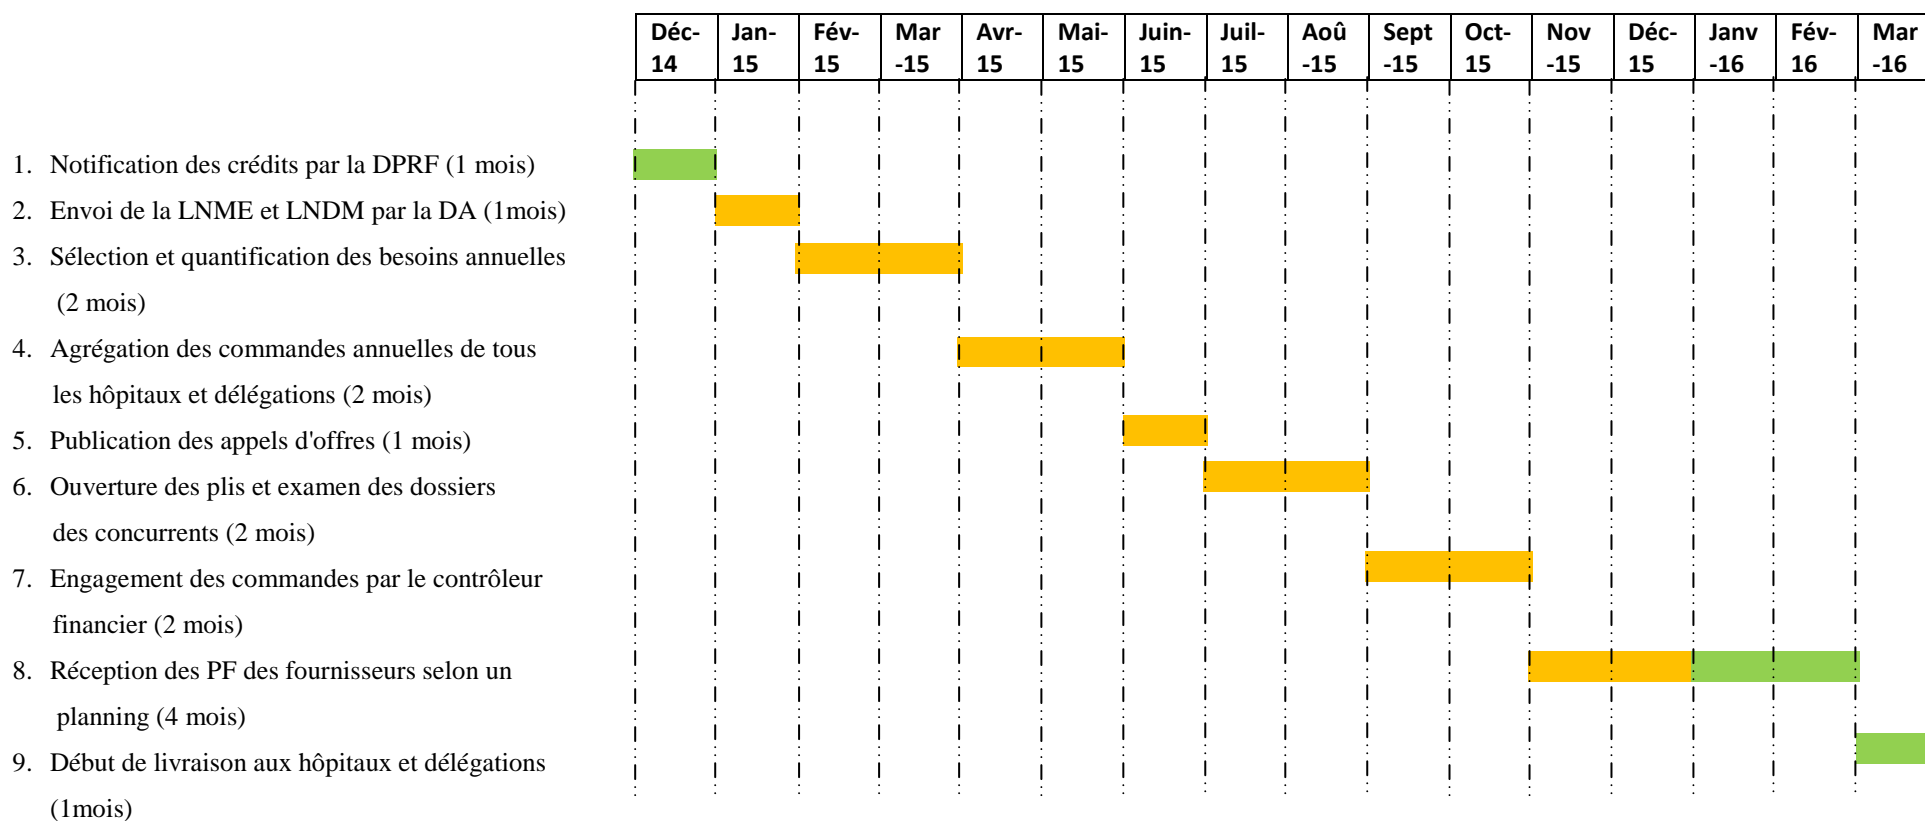 Déc- Jan- Fév- Mar Avr- Mai- Juin- Juil- Aoû Sept Oct- Nov Déc- Janv Fév- Mar
14 15 15 -15 15 15 15 15 -15 -15 15 -15 15 -16 16 -16
1. Notification des crédits par la DPRF (1 mois)
2. Envoi de la LNME et LNDM par la DA (1mois)
3. Sélection et quantification des besoins annuelles
(2 mois)
4. Agrégation des commandes annuelles de tous
les hôpitaux et délégations (2 mois)
5. Publication des appels d'offres (1 mois)
6. Ouverture des plis et examen des dossiers
des concurrents (2 mois)
7. Engagement des commandes par le contrôleur
financier (2 mois)
8. Réception des PF des fournisseurs selon un
planning (4 mois)
9. Début de livraison aux hôpitaux et délégations
(1mois)